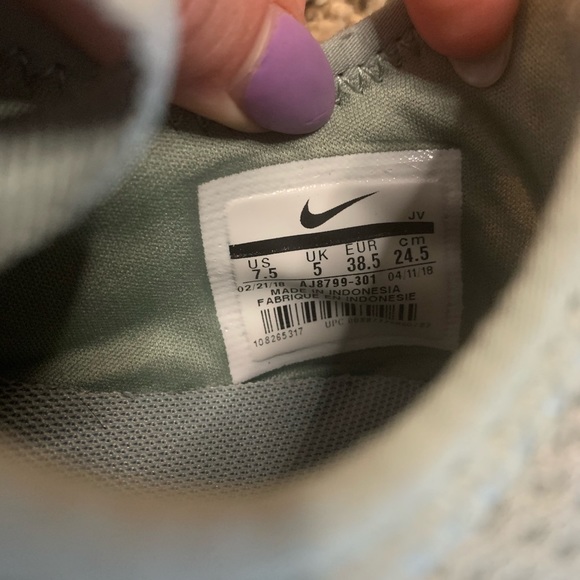 JV
US UK EUR cm
7.5 5 38.5 24.5
02/21/18 AJ8799-301 04/11/18
MADE IN INDONESIA
FABRIQUE EN INDONESIE
108265317 UPC